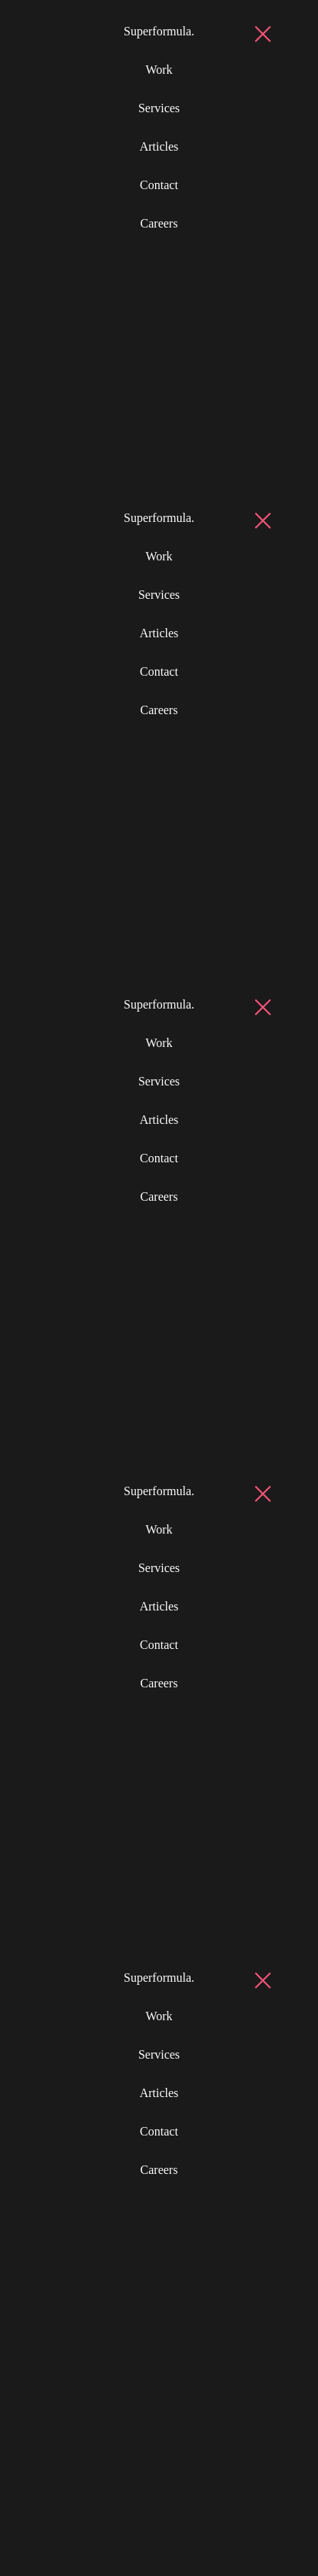 Superformula.
Work
Services
Articles
Contact
Careers
Superformula.
Work
Services
Articles
Contact
Careers
Superformula.
Work
Services
Articles
Contact
Careers
Superformula.
Work
Services
Articles
Contact
Careers
Superformula.
Work
Services
Articles
Contact
Careers